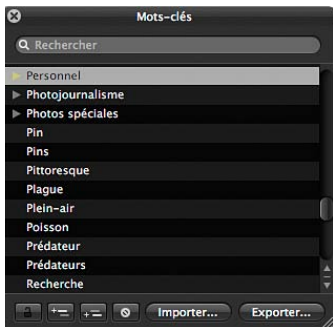 Mots-clés
Rechercher
Personnel
Photojournalisme
Photos spéciales
Pin
Pins
Pittoresque
Plague
Plein-air
Poisson
Prédateur
Prédateurs
Recherche
Importer... Exporter...